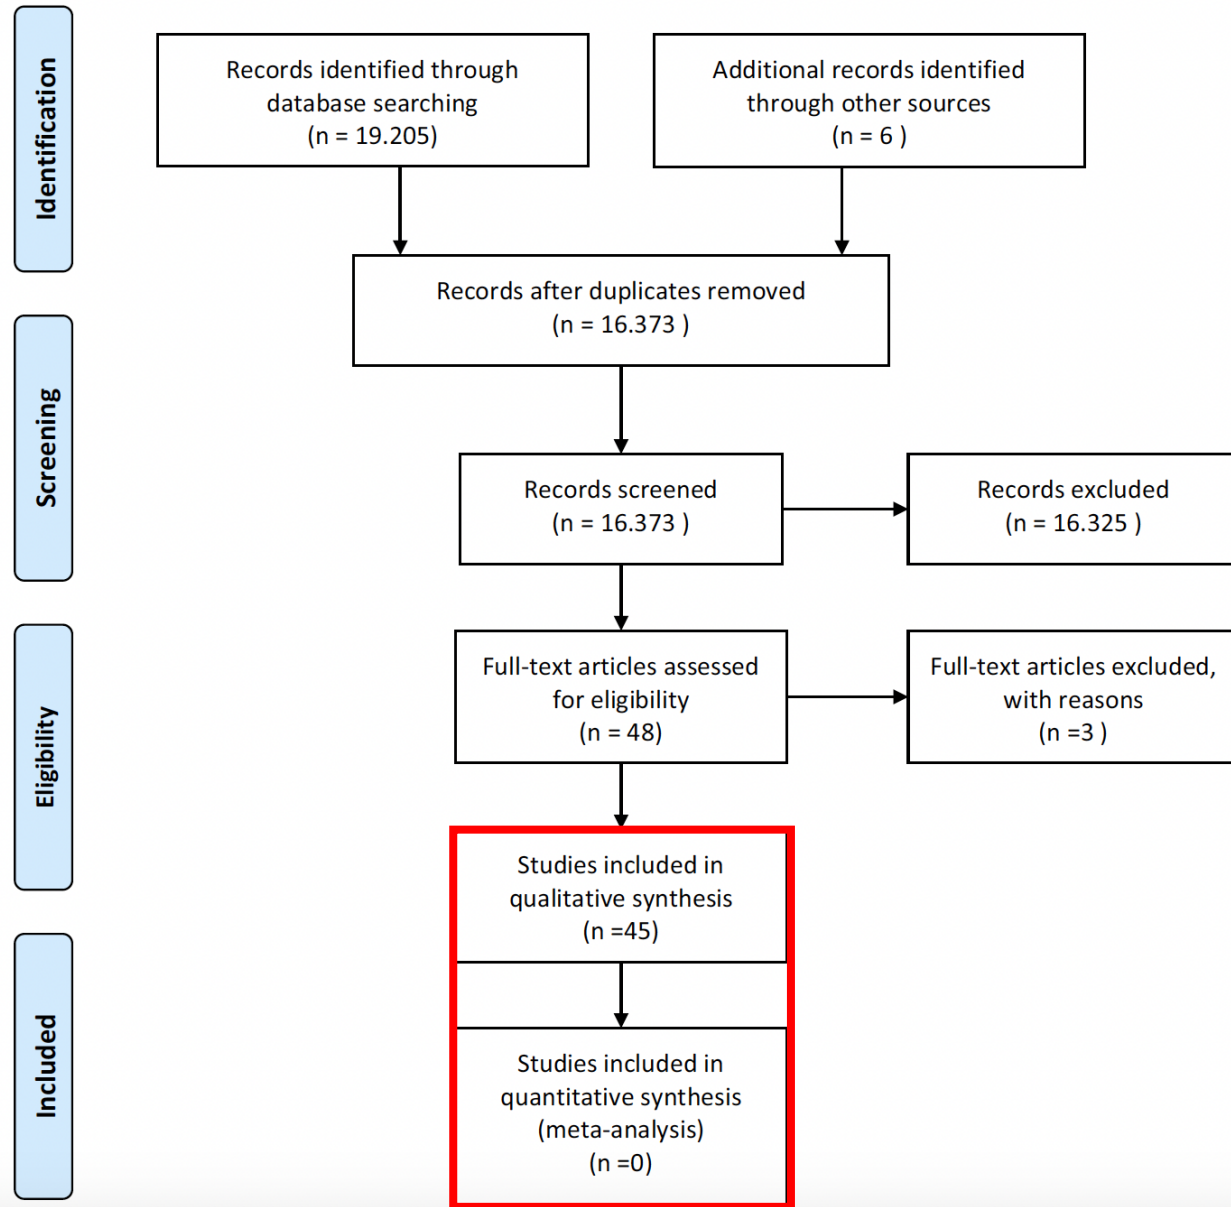 Identification
Records identified through
database searching
(n = 19.205)
Additional records identified
through other sources
(n = 6 )
Records after duplicates removed
(n = 16.373 )
Screening
Records screened
(n = 16.373 )
Records excluded
(n = 16.325 )
Eligibility
Full-text articles assessed
for eligibility
(n = 48)
Full-text articles excluded,
with reasons
(n =3 )
Studies included in
qualitative synthesis
(n =45)
Included
Studies included in
quantitative synthesis
(meta-analysis)
(n =0)